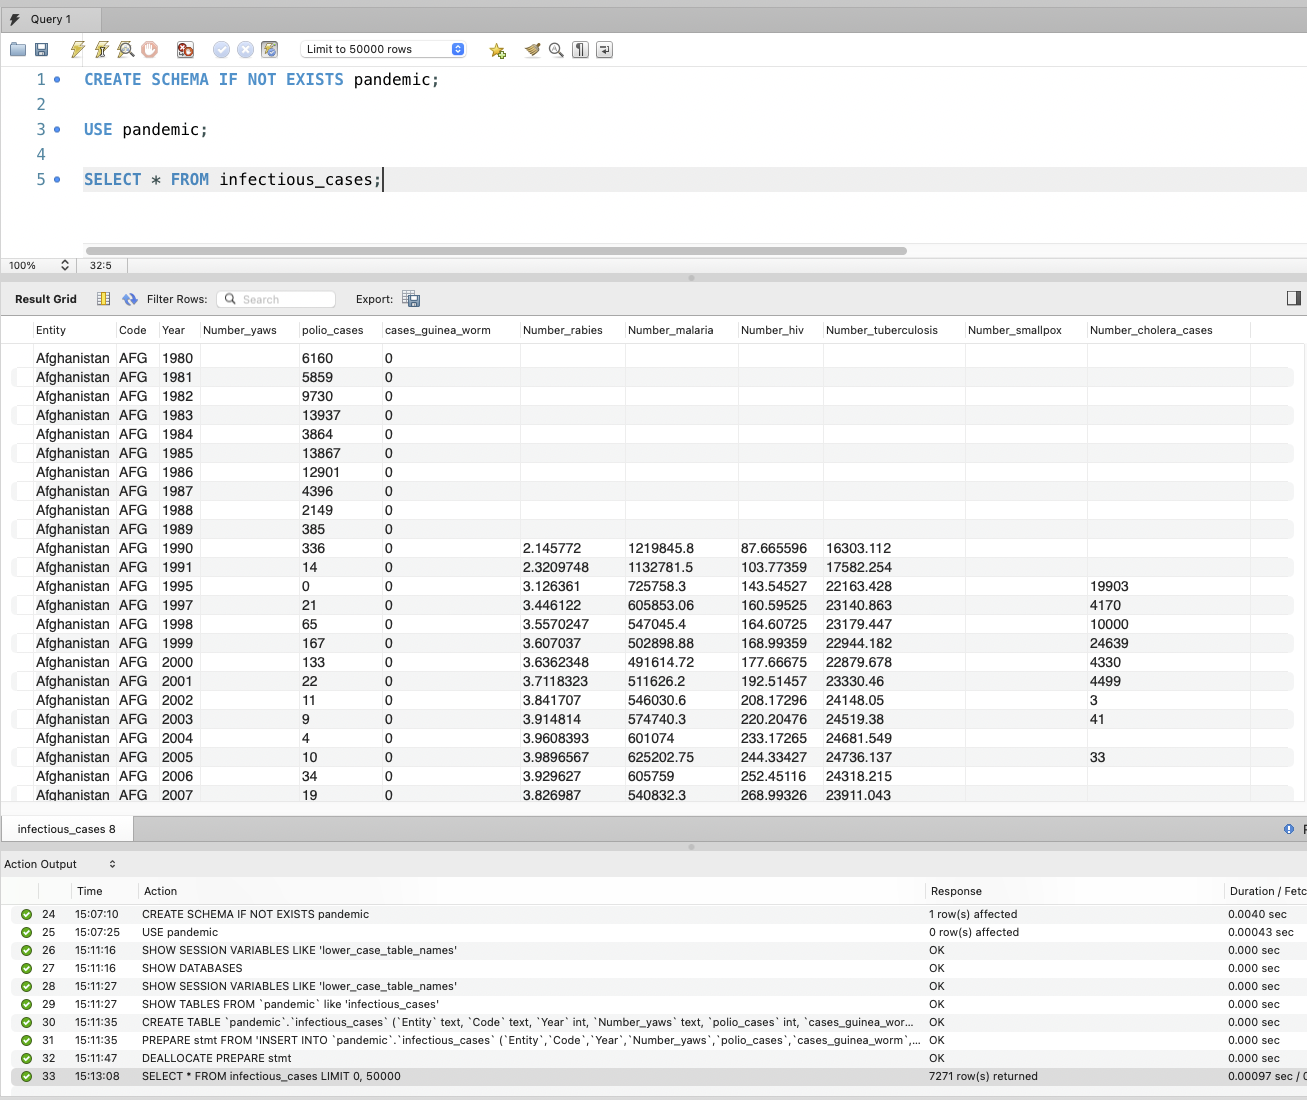 Query 1
Limit to 50000 rows
1 CREATE SCHEMA IF NOT EXISTS pandemic;
2
3 USE pandemic;
4
5 SELECT * FROM infectious_cases;
100% 32:5
Result Grid Filter Rows: Search Export:
Entity Code Year Number_yaws polio_cases cases_guinea_worm Number_rabies Number_malaria Number_hiv Number_tuberculosis Number_smallpox Number_cholera_cases
Afghanistan AFG 1980 6160 0
Afghanistan AFG 1981 5859 0
Afghanistan AFG 1982 9730 0
Afghanistan AFG 1983 13937 0
Afghanistan AFG 1984 3864 0
Afghanistan AFG 1985 13867 0
Afghanistan AFG 1986 12901 0
Afghanistan AFG 1987 4396 0
Afghanistan AFG 1988 2149 0
Afghanistan AFG 1989 385 0
Afghanistan AFG 1990 336 0 2.145772 1219845.8 87.665596 16303.112
Afghanistan AFG 1991 14 0 2.3209748 1132781.5 103.77359 17582.254
Afghanistan AFG 1995 0 0 3.126361 725758.3 143.54527 22163.428 19903
Afghanistan AFG 1997 21 0 3.446122 605853.06 160.59525 23140.863 4170
Afghanistan AFG 1998 65 0 3.5570247 547045.4 164.60725 23179.447 10000
Afghanistan AFG 1999 167 0 3.607037 502898.88 168.99359 22944.182 24639
Afghanistan AFG 2000 133 0 3.6362348 491614.72 177.66675 22879.678 4330
Afghanistan AFG 2001 22 0 3.7118323 511626.2 192.51457 23330.46 4499
Afghanistan AFG 2002 11 0 3.841707 546030.6 208.17296 24148.05 3
Afghanistan AFG 2003 9 0 3.914814 574740.3 220.20476 24519.38 41
Afghanistan AFG 2004 4 0 3.9608393 601074 233.17265 24681.549
Afghanistan AFG 2005 10 0 3.9896567 625202.75 244.33427 24736.137 33
Afghanistan AFG 2006 34 0 3.929627 605759 252.45116 24318.215
Afghanistan AFG 2007 19 0 3.826987 540832.3 268.99326 23911.043
infectious_cases 8
Action Output
Time Action Response Duration / Fetc
24 15:07:10 CREATE SCHEMA IF NOT EXISTS pandemic 1 row(s) affected 0.0040 sec
25 15:07:25 USE pandemic 0 row(s) affected 0.00043 sec
26 15:11:16 SHOW SESSION VARIABLES LIKE 'lower_case_table_names' OK 0.000 sec
27 15:11:16 SHOW DATABASES OK 0.000 sec
28 15:11:27 SHOW SESSION VARIABLES LIKE 'lower_case_table_names' OK 0.000 sec
29 15:11:27 SHOW TABLES FROM `pandemic` like 'infectious_cases' OK 0.000 sec
30 15:11:35 CREATE TABLE `pandemic`.`infectious_cases` (`Entity` text, `Code` text, `Year` int, `Number_yaws` text, `polio_cases` int, `cases_guinea_wor... OK 0.000 sec
31 15:11:35 PREPARE stmt FROM 'INSERT INTO `pandemic`.`infectious_cases` (`Entity`,`Code`,`Year`,`Number_yaws`,`polio_cases`,`cases_guinea_worm`,... OK 0.000 sec
32 15:11:47 DEALLOCATE PREPARE stmt OK 0.000 sec
33 15:13:08 SELECT * FROM infectious_cases LIMIT 0, 50000 7271 row(s) returned 0.00097 sec / 0